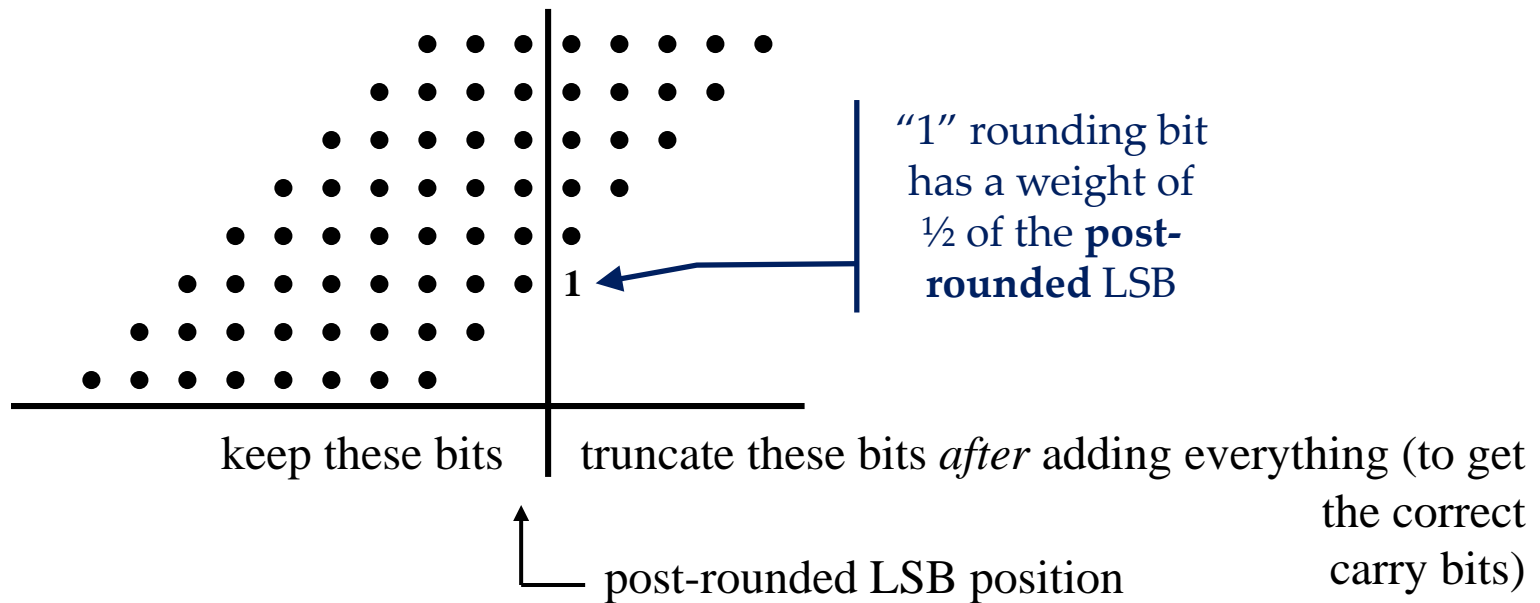 “1” rounding bit
has a weight of
½ of the post-
rounded LSB
1
keep these bits
truncate these bits after adding everything (to get
the correct
carry bits)
post-rounded LSB position